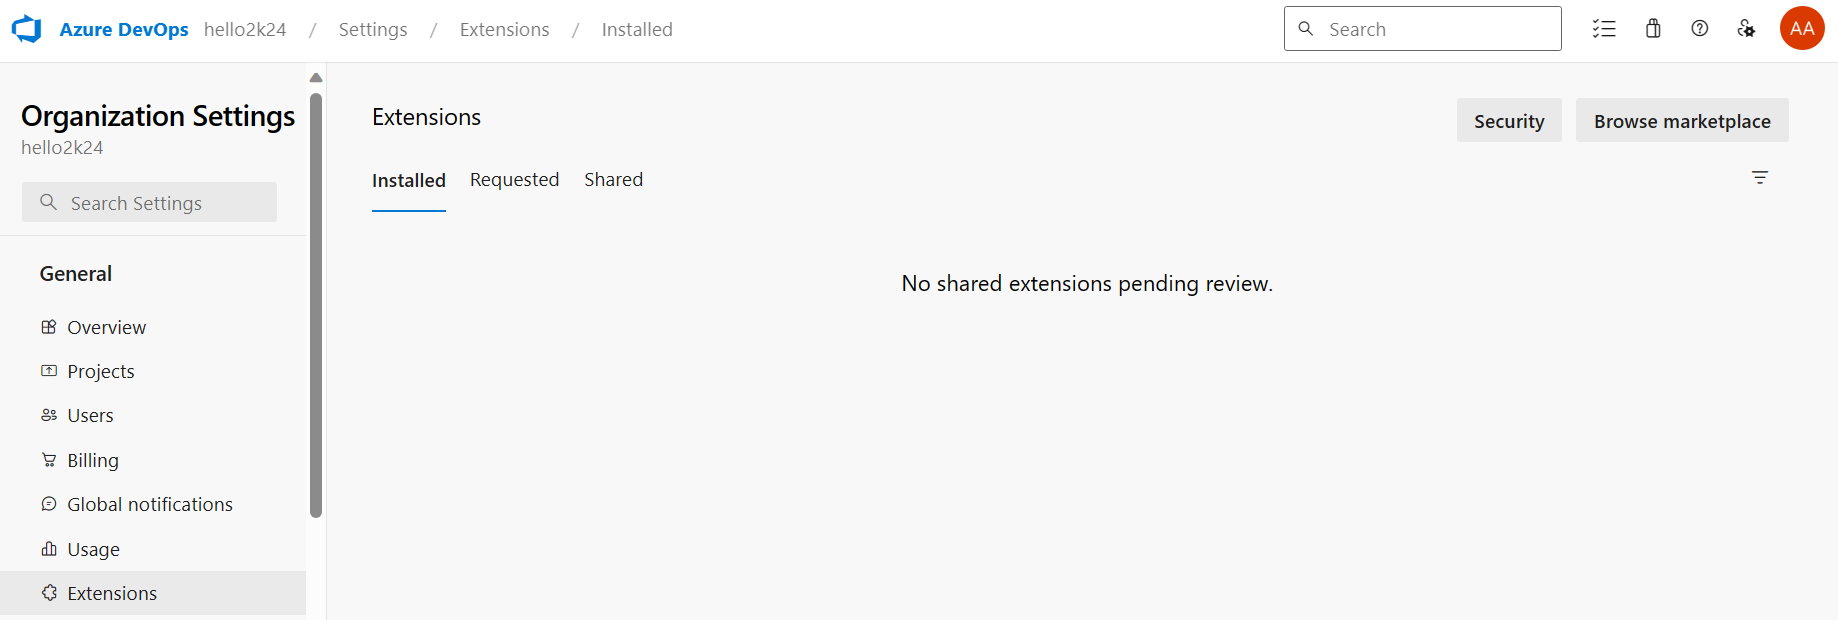 Azure DevOps hello2k24 / Settings / Extensions / Installed
Search
AA
Organization Settings
hello2k24
Search Settings
General
Overview
Projects
Users
Billing
Global notifications
Usage
Extensions
Extensions
Security
Browse marketplace
Installed Requested Shared
No shared extensions pending review.